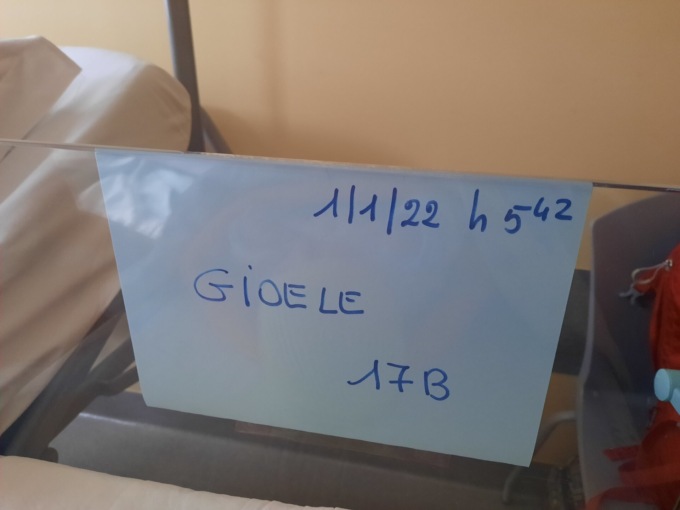 1/1/22 h 5⁴²
GiOELE
17B